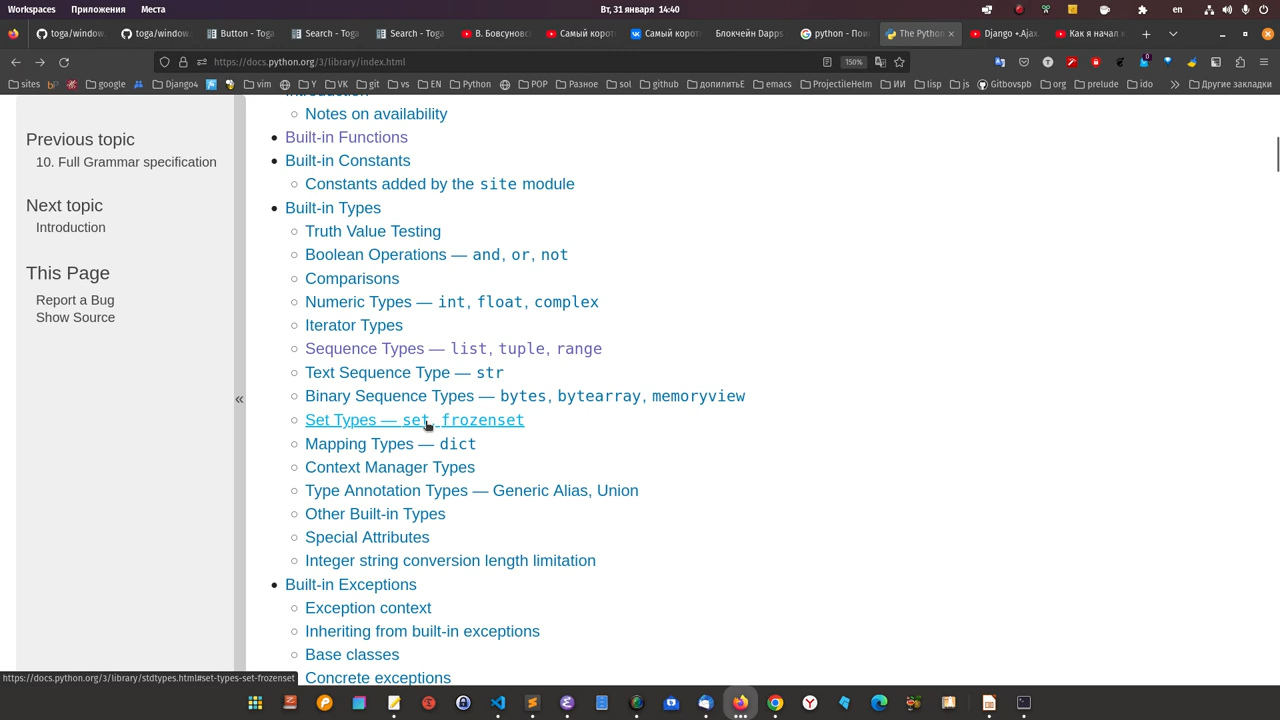 Workspaces Приложения Места Вт, 31 января 14:40 en
toga/window. toga/window. Button - Toga Search - Toga Search - Toga В. Бовсуновс Самый корот Самый корот Блокчейн Dapps python - Пои The Python Django +.Ajax. Как я начал
https://docs.python.org/3/library/index.html 150%
sites google Django4 vim Y VK git vs EN Python POP Разное sol github допилитьЕ emacs ProjectileHelm ИИ lisp js Gitbovspb org prelude ido Другие закладки
Previous topic
10. Full Grammar specification
Next topic
Introduction
This Page
Report a Bug
Show Source
«
Introduction
Notes on availability
Built-in Functions
Built-in Constants
Constants added by the site module
Built-in Types
Truth Value Testing
Boolean Operations — and, or, not
Comparisons
Numeric Types — int, float, complex
Iterator Types
Sequence Types — list, tuple, range
Text Sequence Type — str
Binary Sequence Types — bytes, bytearray, memoryview
Set Types — set, frozenset
Mapping Types — dict
Context Manager Types
Type Annotation Types — Generic Alias, Union
Other Built-in Types
Special Attributes
Integer string conversion length limitation
Built-in Exceptions
Exception context
Inheriting from built-in exceptions
Base classes
Concrete exceptions
https://docs.python.org/3/library/stdtypes.html#set-types-set-frozenset